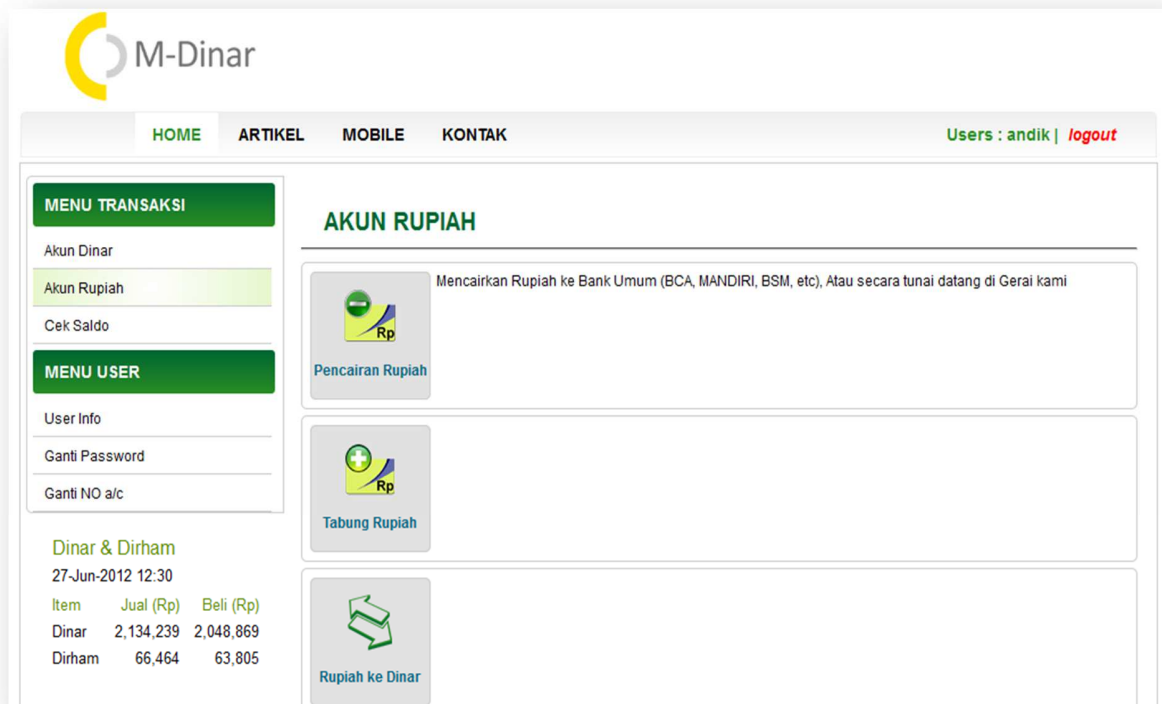 M-Dinar
HOME ARTIKEL MOBILE KONTAK Users : andik | logout
MENU TRANSAKSI
Akun Dinar
Akun Rupiah
Cek Saldo
MENU USER
User Info
Ganti Password
Ganti NO a/c
Dinar & Dirham
27-Jun-2012 12:30
Item Jual (Rp) Beli (Rp)
Dinar 2,134,239 2,048,869
Dirham 66,464 63,805
AKUN RUPIAH
Rp
Pencairan Rupiah
Mencairkan Rupiah ke Bank Umum (BCA, MANDIRI, BSM, etc), Atau secara tunai datang di Gerai kami
Rp
Tabung Rupiah
Rupiah ke Dinar